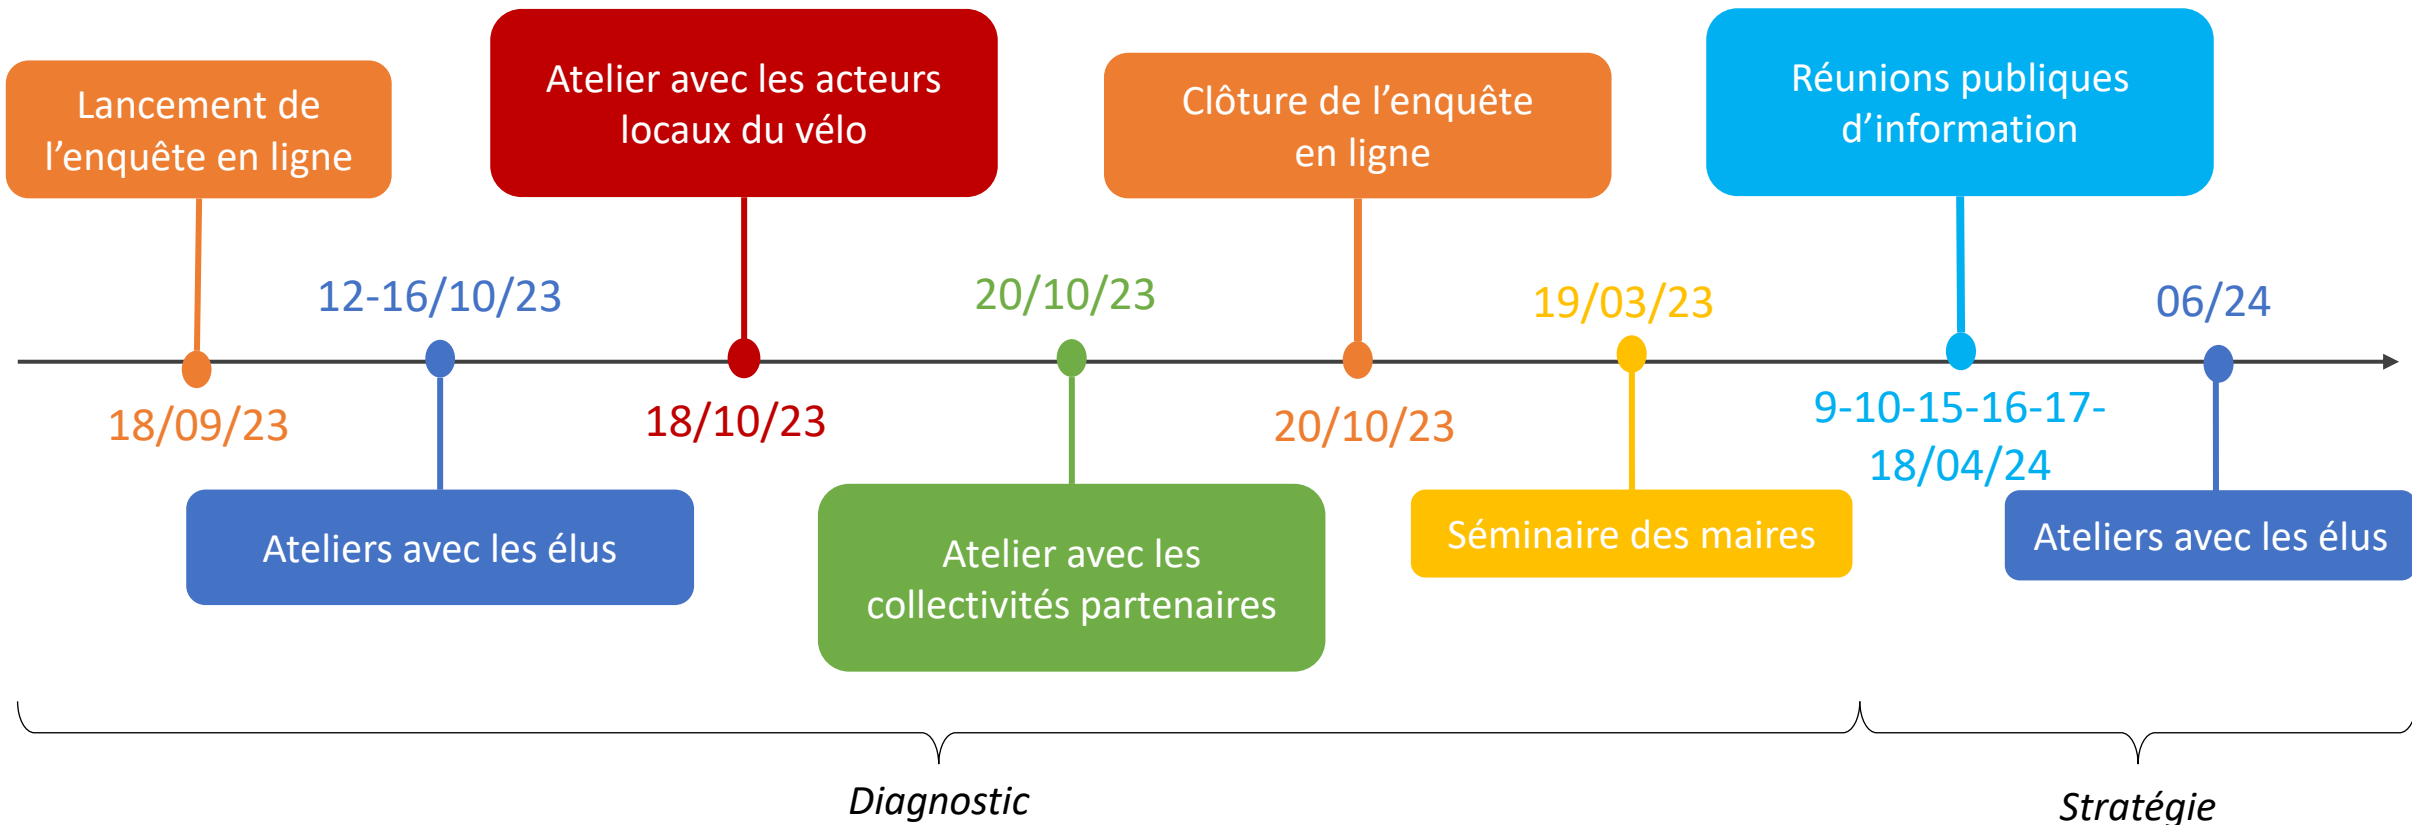 Lancement de
l’enquête en ligne
Atelier avec les acteurs
locaux du vélo
Clôture de l’enquête
en ligne
Réunions publiques
d’information
12-16/10/23
20/10/23
19/03/23
06/24
18/09/23
18/10/23
20/10/23
9-10-15-16-17-
18/04/24
Ateliers avec les élus
Atelier avec les
collectivités partenaires
Séminaire des maires
Ateliers avec les élus
Diagnostic
Stratégie